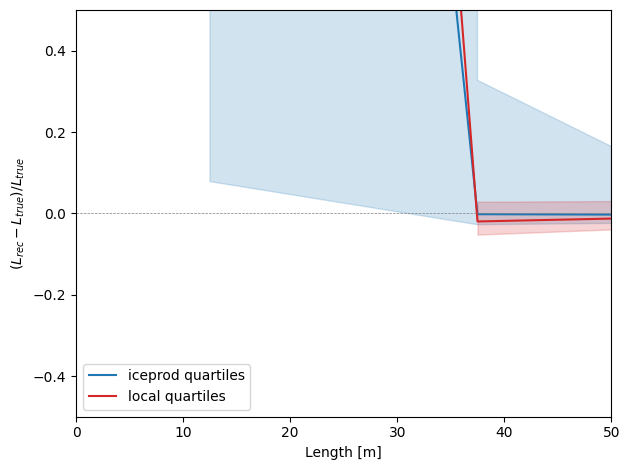 0.4
0.2
0.0
−0.2
−0.4
(L_rec − L_true)/L_true
iceprod quartiles
local quartiles
0 10 20 30 40 50
Length [m]